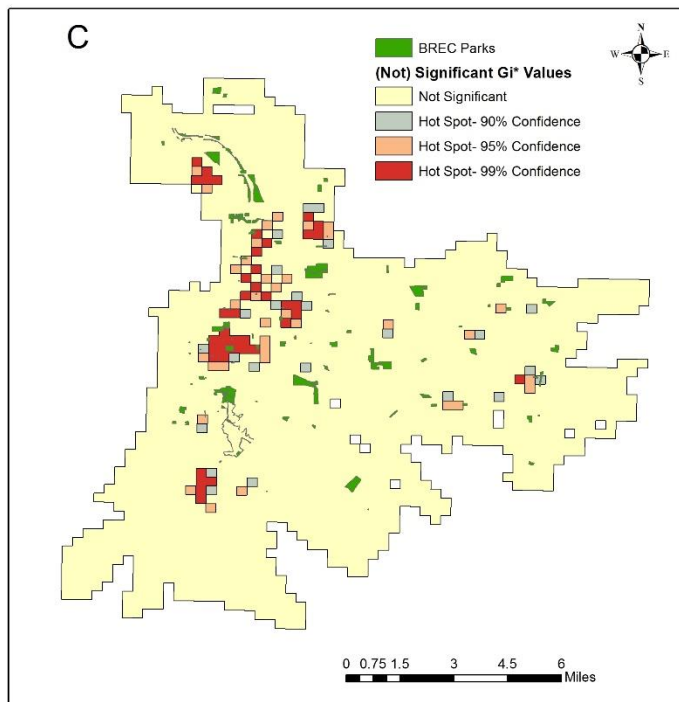 C
BREC Parks
(Not) Significant Gi* Values
Not Significant
Hot Spot- 90% Confidence
Hot Spot- 95% Confidence
Hot Spot- 99% Confidence
N
W E
S
0 0.75 1.5 3 4.5 6
Miles